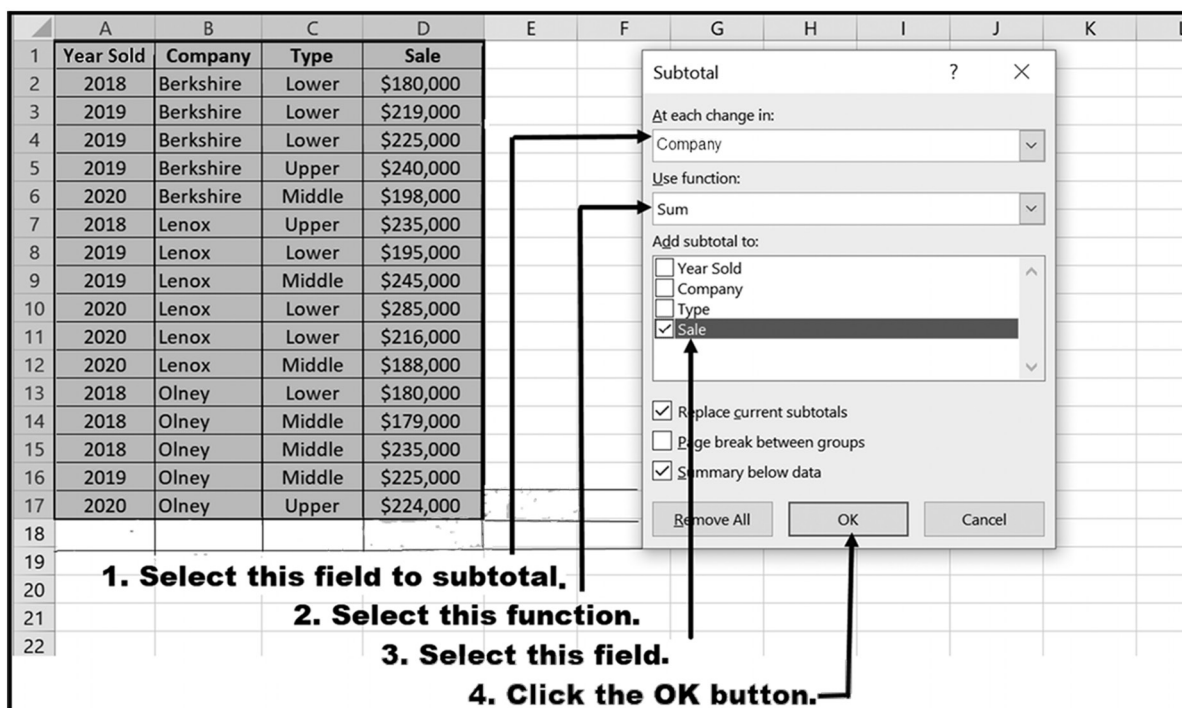 A B C D E F G H I J K L
1 Year Sold Company Type Sale
2 2018 Berkshire Lower $180,000
3 2019 Berkshire Lower $219,000
4 2019 Berkshire Lower $225,000
5 2019 Berkshire Upper $240,000
6 2020 Berkshire Middle $198,000
7 2018 Lenox Upper $235,000
8 2019 Lenox Lower $195,000
9 2019 Lenox Middle $245,000
10 2020 Lenox Lower $285,000
11 2020 Lenox Lower $216,000
12 2020 Lenox Middle $188,000
13 2018 Olney Lower $180,000
14 2018 Olney Middle $179,000
15 2018 Olney Middle $235,000
16 2019 Olney Middle $225,000
17 2020 Olney Upper $224,000
18
19
20
21
22
Subtotal ? X
At each change in:
Company
Use function:
Sum
Add subtotal to:
Year Sold
Company
Type
Sale
Replace current subtotals
Page break between groups
Summary below data
Remove All OK Cancel
1. Select this field to subtotal.
2. Select this function.
3. Select this field.
4. Click the OK button.